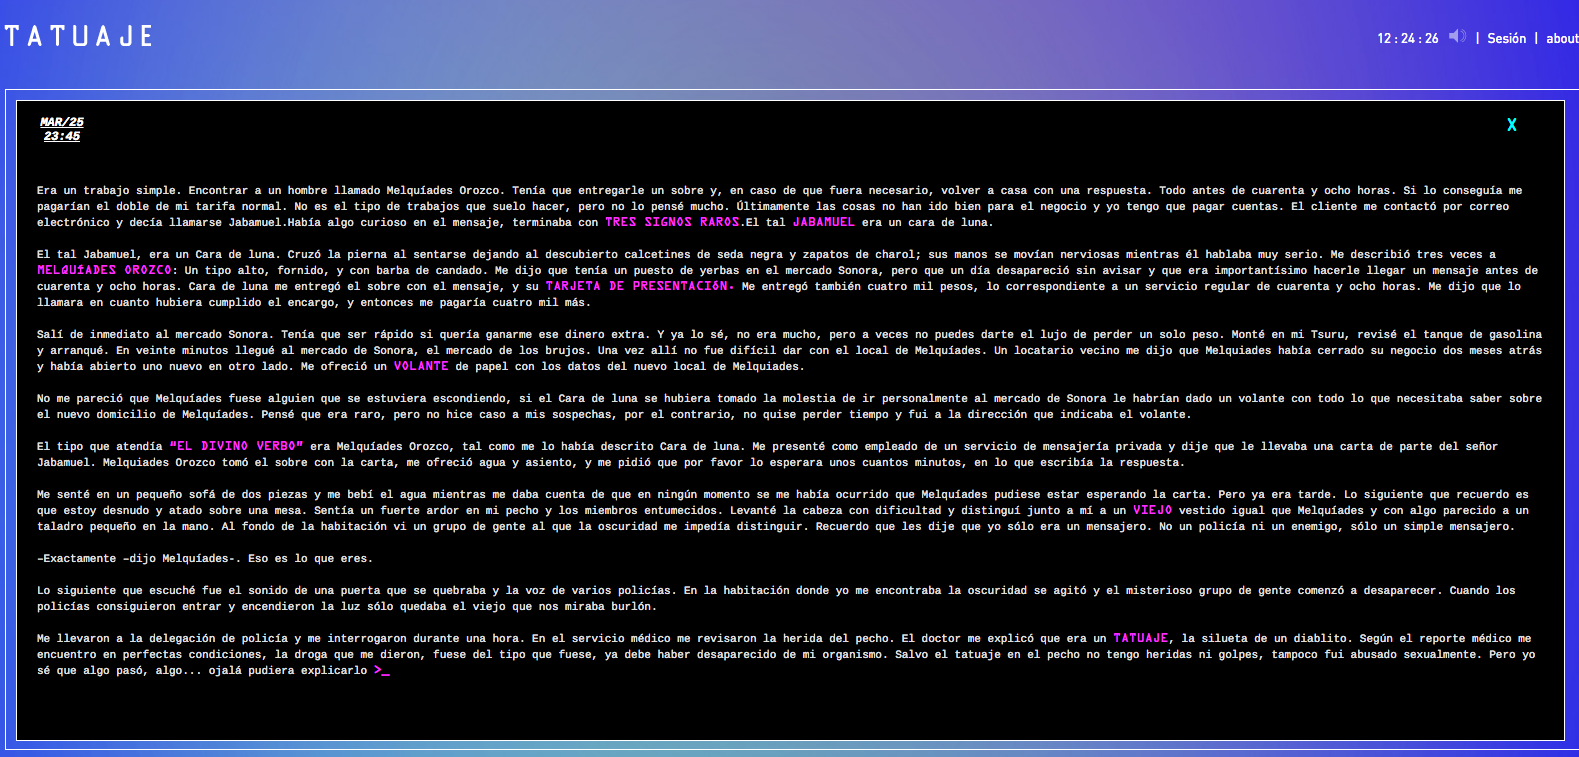 TATUAJE
12:24:26 | Sesión | about
MAR/25
23:45
X
Era un trabajo simple. Encontrar a un hombre llamado Melquíades Orozco. Tenía que entregarle un sobre y, en caso de que fuera necesario, volver a casa con una respuesta. Todo antes de cuarenta y ocho horas. Si lo conseguía me
pagarían el doble de mi tarifa normal. No es el tipo de trabajos que suelo hacer, pero no lo pensé mucho. Últimamente las cosas no han ido bien para el negocio y yo tengo que pagar cuentas. El cliente me contactó por correo
electrónico y decía llamarse Jabamuel.Había algo curioso en el mensaje, terminaba con TRES SIGNOS RAROS.El tal JABAMUEL era un cara de luna.
El tal Jabamuel, era un Cara de luna. Cruzó la pierna al sentarse dejando al descubierto calcetines de seda negra y zapatos de charol; sus manos se movían nerviosas mientras él hablaba muy serio. Me describió tres veces a
MELQUÍADES OROZCO: Un tipo alto, fornido, y con barba de candado. Me dijo que tenía un puesto de yerbas en el mercado Sonora, pero que un día desapareció sin avisar y que era importantísimo hacerle llegar un mensaje antes de
cuarenta y ocho horas. Cara de luna me entregó el sobre con el mensaje, y su TARJETA DE PRESENTACIÓN. Me entregó también cuatro mil pesos, lo correspondiente a un servicio regular de cuarenta y ocho horas. Me dijo que lo
llamara en cuanto hubiera cumplido el encargo, y entonces me pagaría cuatro mil más.
Salí de inmediato al mercado Sonora. Tenía que ser rápido si quería ganarme ese dinero extra. Y ya lo sé, no era mucho, pero a veces no puedes darte el lujo de perder un solo peso. Monté en mi Tsuru, revisé el tanque de gasolina
y arranqué. En veinte minutos llegué al mercado de Sonora, el mercado de los brujos. Una vez allí no fue difícil dar con el local de Melquíades. Un locatario vecino me dijo que Melquiades había cerrado su negocio dos meses atrás
y había abierto uno nuevo en otro lado. Me ofreció un VOLANTE de papel con los datos del nuevo local de Melquiades.
No me pareció que Melquíades fuese alguien que se estuviera escondiendo, si el Cara de luna se hubiera tomado la molestia de ir personalmente al mercado de Sonora le habrían dado un volante con todo lo que necesitaba saber sobre
el nuevo domicilio de Melquíades. Pensé que era raro, pero no hice caso a mis sospechas, por el contrario, no quise perder tiempo y fui a la dirección que indicaba el volante.
El tipo que atendía “EL DIVINO VERBO” era Melquíades Orozco, tal como me lo había descrito Cara de luna. Me presenté como empleado de un servicio de mensajería privada y dije que le llevaba una carta de parte del señor
Jabamuel. Melquiades Orozco tomó el sobre con la carta, me ofreció agua y asiento, y me pidió que por favor lo esperara unos cuantos minutos, en lo que escribía la respuesta.
Me senté en un pequeño sofá de dos piezas y me bebí el agua mientras me daba cuenta de que en ningún momento se me había ocurrido que Melquíades pudiese estar esperando la carta. Pero ya era tarde. Lo siguiente que recuerdo es
que estoy desnudo y atado sobre una mesa. Sentía un fuerte ardor en mi pecho y los miembros entumecidos. Levanté la cabeza con dificultad y distinguí junto a mí a un VIEJO vestido igual que Melquíades y con algo parecido a un
taladro pequeño en la mano. Al fondo de la habitación vi un grupo de gente al que la oscuridad me impedía distinguir. Recuerdo que les dije que yo sólo era un mensajero. No un policía ni un enemigo, sólo un simple mensajero.
–Exactamente –dijo Melquíades-. Eso es lo que eres.
Lo siguiente que escuché fue el sonido de una puerta que se quebraba y la voz de varios policías. En la habitación donde yo me encontraba la oscuridad se agitó y el misterioso grupo de gente comenzó a desaparecer. Cuando los
policías consiguieron entrar y encendieron la luz sólo quedaba el viejo que nos miraba burlón.
Me llevaron a la delegación de policía y me interrogaron durante una hora. En el servicio médico me revisaron la herida del pecho. El doctor me explicó que era un TATUAJE, la silueta de un diablito. Según el reporte médico me
encuentro en perfectas condiciones, la droga que me dieron, fuese del tipo que fuese, ya debe haber desaparecido de mi organismo. Salvo el tatuaje en el pecho no tengo heridas ni golpes, tampoco fui abusado sexualmente. Pero yo
sé que algo pasó, algo... ojalá pudiera explicarlo >_